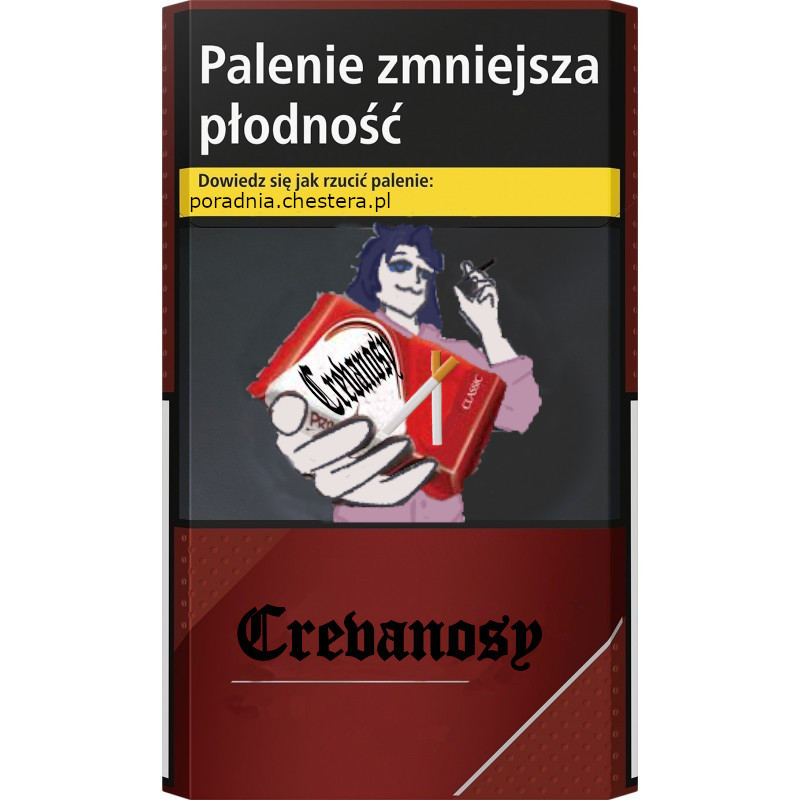 Palenie zmniejsza
płodność
Dowiedz się jak rzucić palenie:
poradnia.chestera.pl
Crevanosy
CLASSIC
Crevanosy